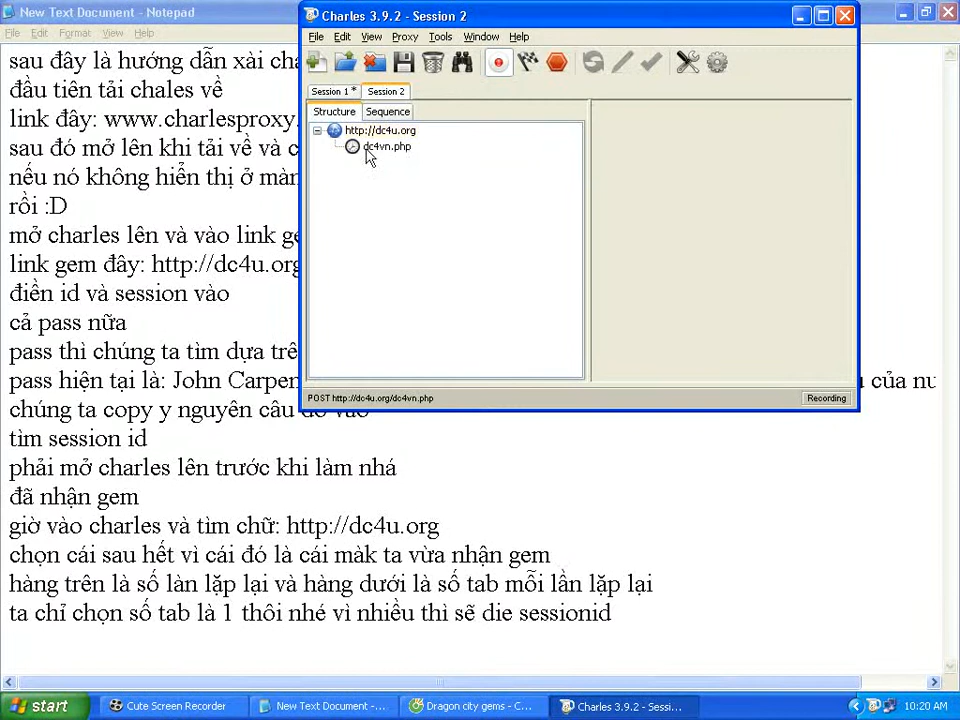 New Text Document - Notepad
File Edit Format View Help
sau đây là hướng dẫn xài cha
đầu tiên tải chales về
link đây: www.charlesproxy.
sau đó mở lên khi tải về và c
nếu nó không hiển thị ở màn
rồi :D
mở charles lên và vào link ge
link gem đây: http://dc4u.org
điền id và session vào
cả pass nữa
pass thì chúng ta tìm dựa trê
pass hiện tại là: John Carpen
của nu
chúng ta copy y nguyên câu đó vào
tìm session id
phải mở charles lên trước khi làm nhá
đã nhận gem
giờ vào charles và tìm chữ: http://dc4u.org
chọn cái sau hết vì cái đó là cái màk ta vừa nhận gem
hàng trên là số làn lặp lại và hàng dưới là số tab mỗi lần lặp lại
ta chỉ chọn số tab là 1 thôi nhé vì nhiều thì sẽ die sessionid
Charles 3.9.2 - Session 2
File Edit View Proxy Tools Window Help
Session 1 * Session 2
Structure Sequence
http://dc4u.org
dc4vn.php
POST http://dc4u.org/dc4vn.php
Recording
start
Cute Screen Recorder
New Text Document -...
Dragon city gems - C...
Charles 3.9.2 - Sessi...
10:20 AM